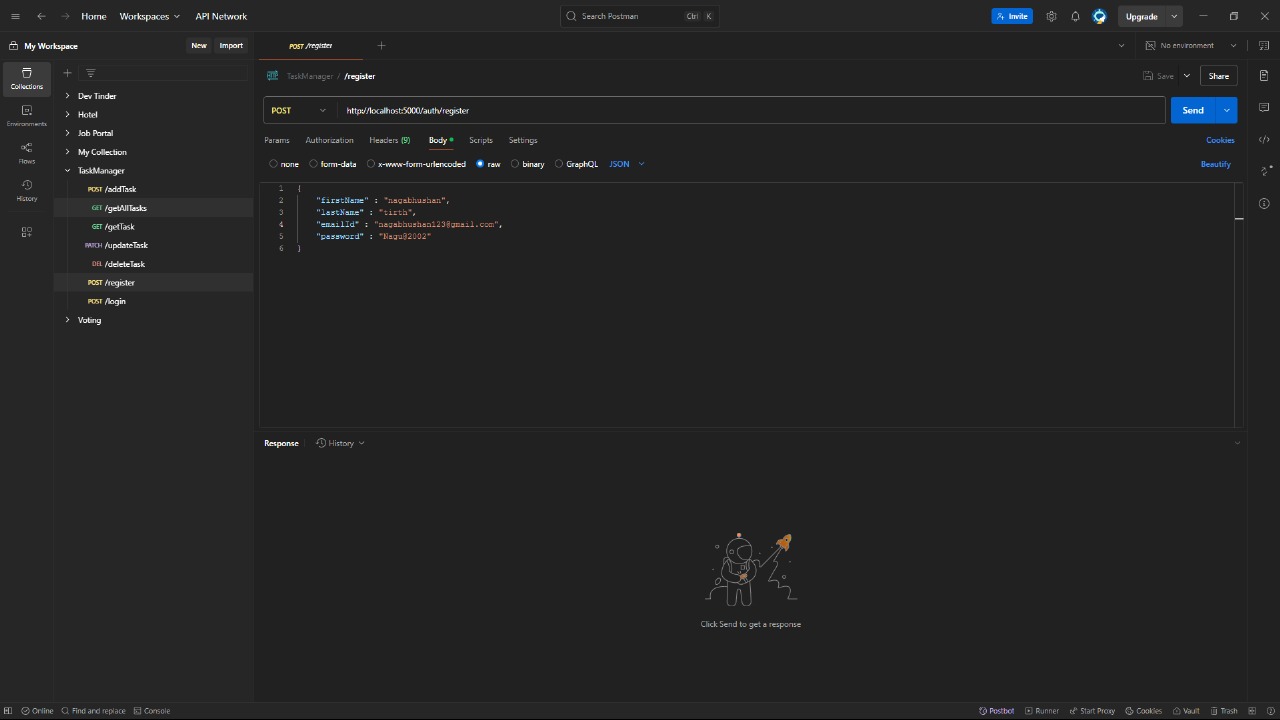 Home Workspaces API Network Search Postman Ctrl K Invite Upgrade
My Workspace New Import POST /register No environment
Collections
Environments
Flows
History
Dev Tinder
Hotel
Job Portal
My Collection
TaskManager
POST /addTask
GET /getAllTasks
GET /getTask
PATCH /updateTask
DEL /deleteTask
POST /register
POST /login
Voting
TaskManager / /register Save Share
POST http://localhost:5000/auth/register Send
Params Authorization Headers (9) Body Scripts Settings Cookies
none form-data x-www-form-urlencoded raw binary GraphQL JSON Beautify
1 {
2 "firstName" : "nagabhushan",
3 "lastName" : "tirth",
4 "emailId" : "nagabhushan123@gmail.com",
5 "password" : "Nagu@2002"
6 }
Response History
Click Send to get a response
Online Find and replace Console Postbot Runner Start Proxy Cookies Vault Trash